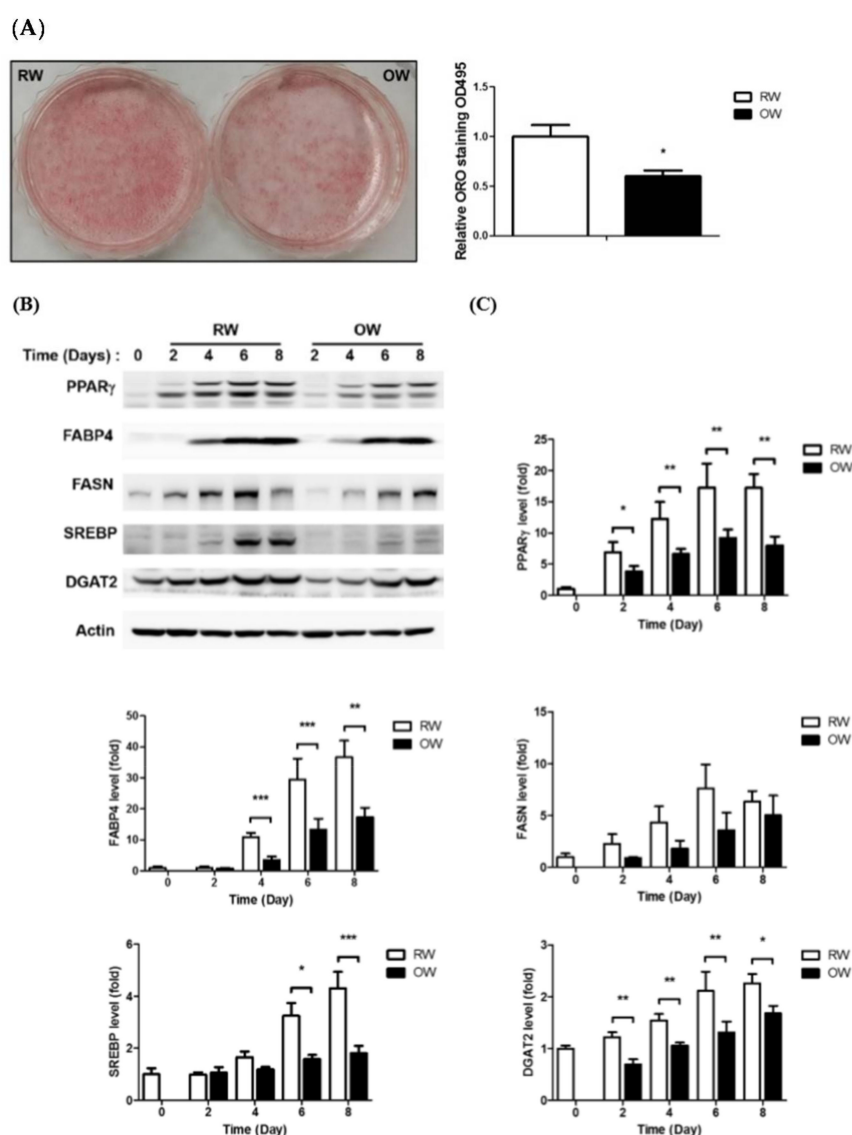 (A)
RW OW
Relative ORO staining OD495
1.5
1.0
0.5
0.0
*
RW
OW
(B)
RW OW
Time (Days) : 0 2 4 6 8 2 4 6 8
PPARγ
FABP4
FASN
SREBP
DGAT2
Actin
(C)
PPARγ level (fold)
25
20
15
10
5
0
* ** ** **
0 2 4 6 8
Time (Day)
RW
OW
FABP4 level (fold)
50
40
30
20
10
0
*** *** **
0 2 4 6 8
Time (Day)
RW
OW
FASN level (fold)
15
10
5
0
0 2 4 6 8
Time (Day)
RW
OW
SREBP level (fold)
6
4
2
0
* ***
0 2 4 6 8
Time (Day)
RW
OW
DGAT2 level (fold)
3
2
1
0
** ** ** *
0 2 4 6 8
Time (Day)
RW
OW